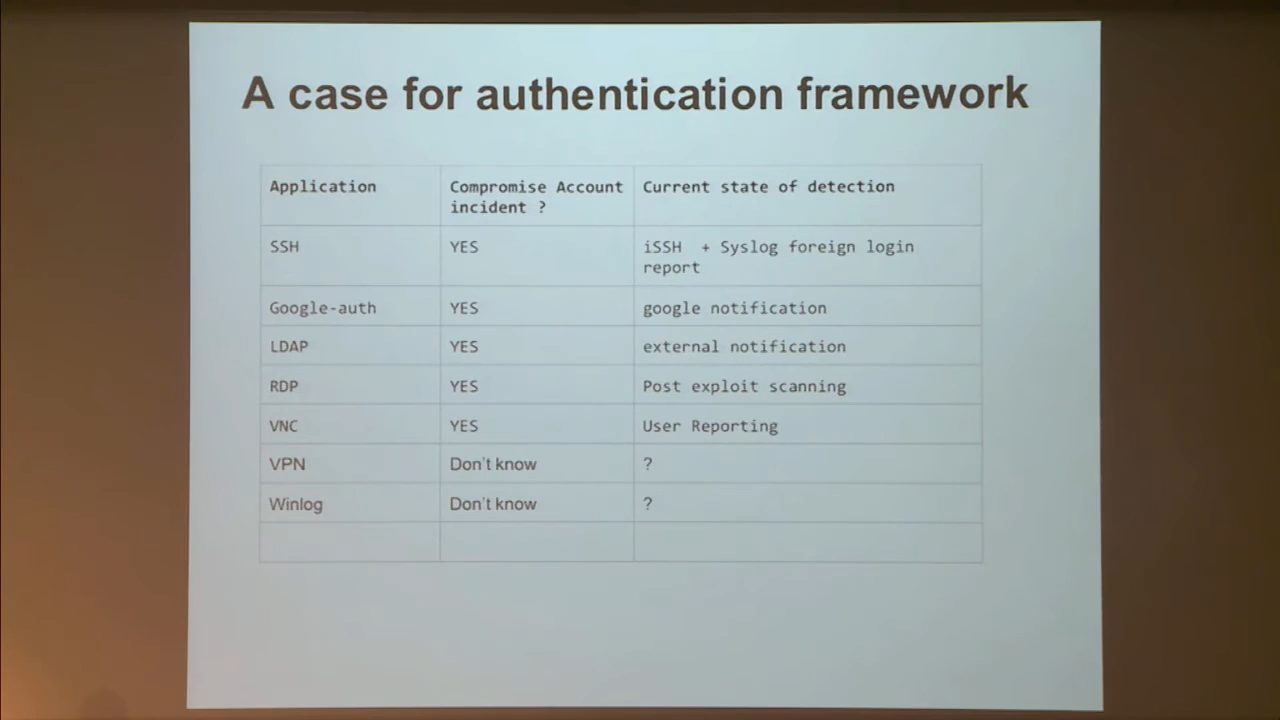 A case for authentication framework
Application
Compromise Account
incident ?
Current state of detection
SSH
YES
iSSH + Syslog foreign login
report
Google-auth
YES
google notification
LDAP
YES
external notification
RDP
YES
Post exploit scanning
VNC
YES
User Reporting
VPN
Don't know
?
Winlog
Don't know
?